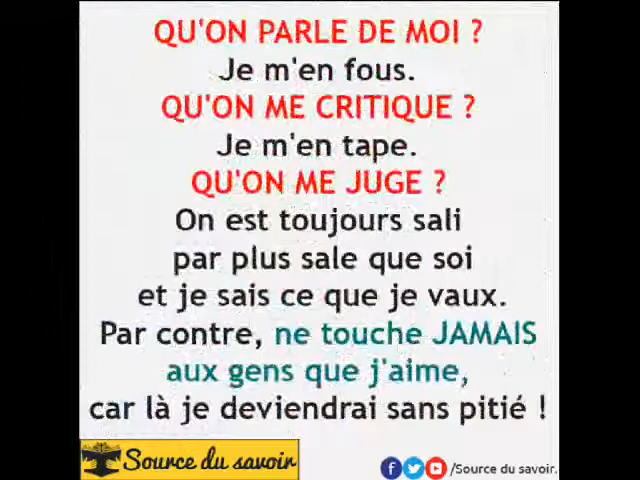 QU'ON PARLE DE MOI ?
Je m'en fous.
QU'ON ME CRITIQUE ?
Je m'en tape.
QU'ON ME JUGE ?
On est toujours sali
par plus sale que soi
et je sais ce que je vaux.
Par contre, ne touche JAMAIS
aux gens que j'aime,
car là je deviendrai sans pitié !
Source du savoir
/Source du savoir.